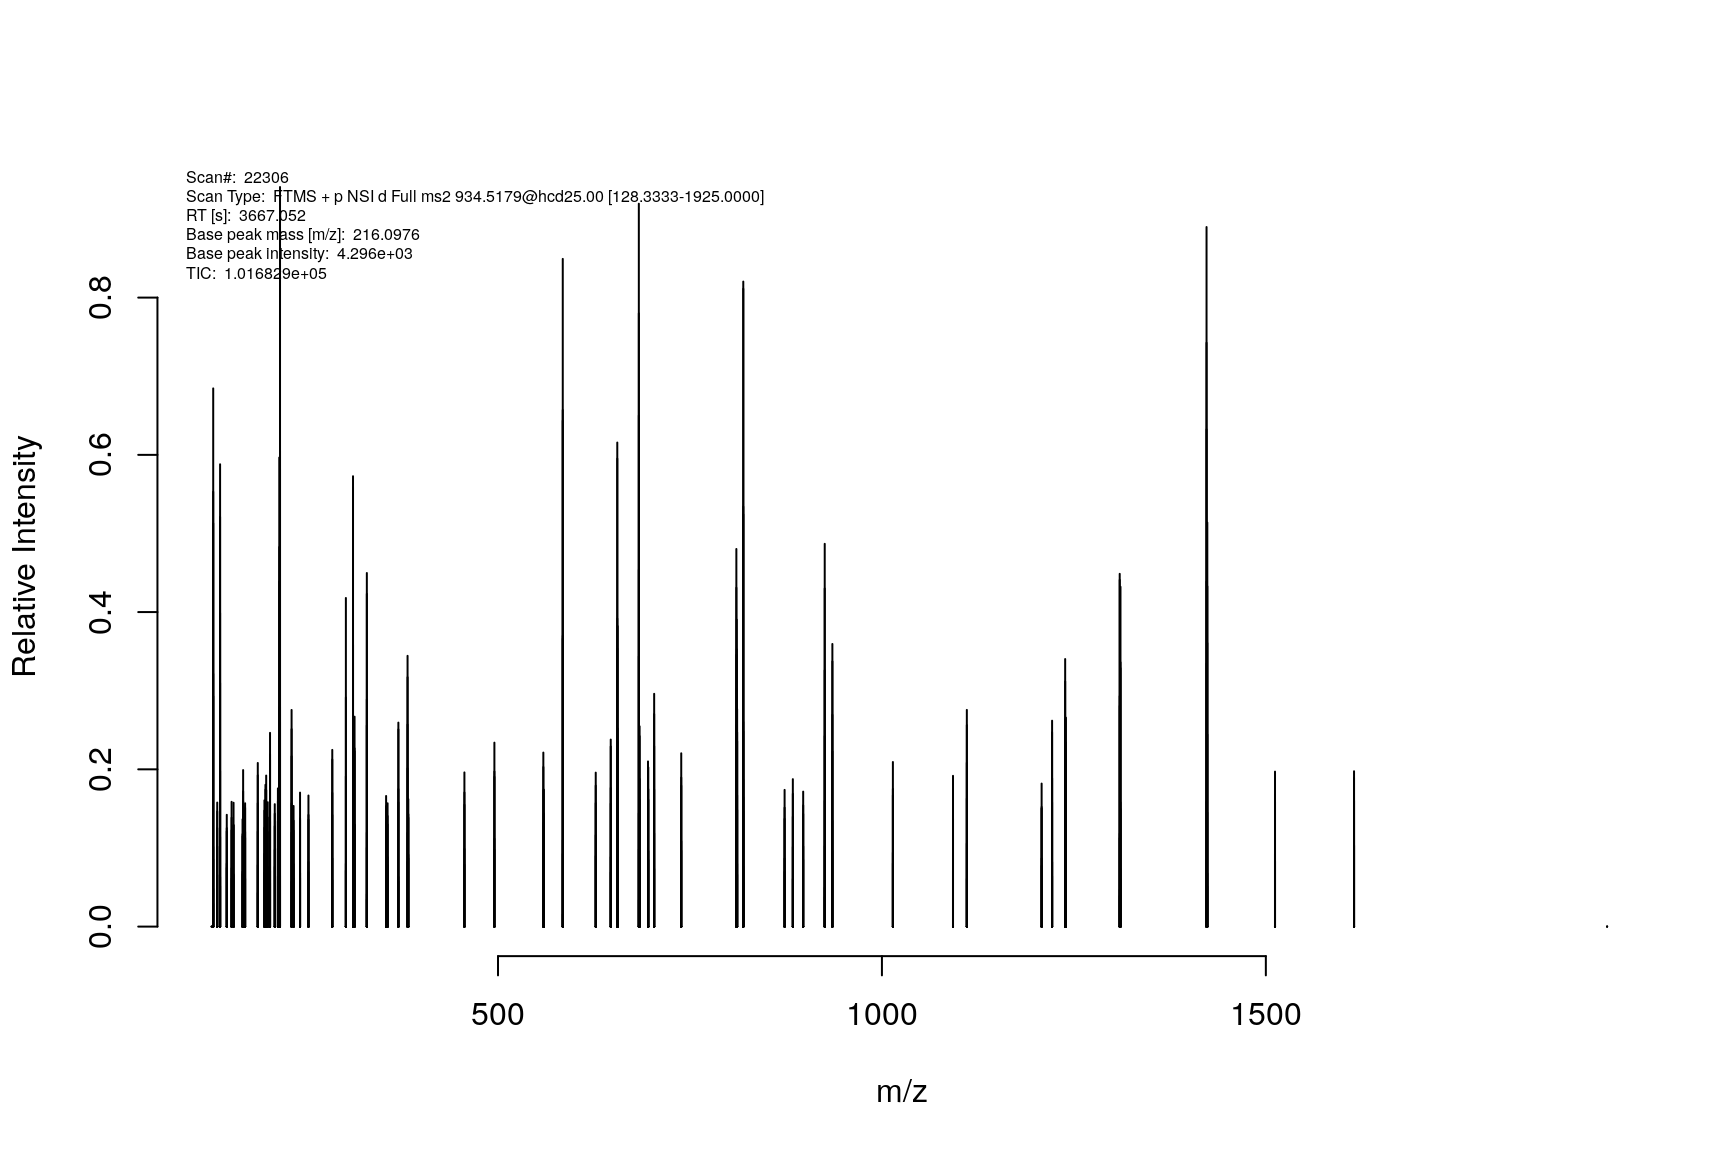 Scan#: 22306
Scan Type: FTMS + p NSI d Full ms2 934.5179@hcd25.00 [128.3333-1925.0000]
RT [s]: 3667.052
Base peak mass [m/z]: 216.0976
Base peak intensity: 4.296e+03
TIC: 1.016829e+05
0.8
0.6
0.4
0.2
0.0
Relative Intensity
500 1000 1500
m/z